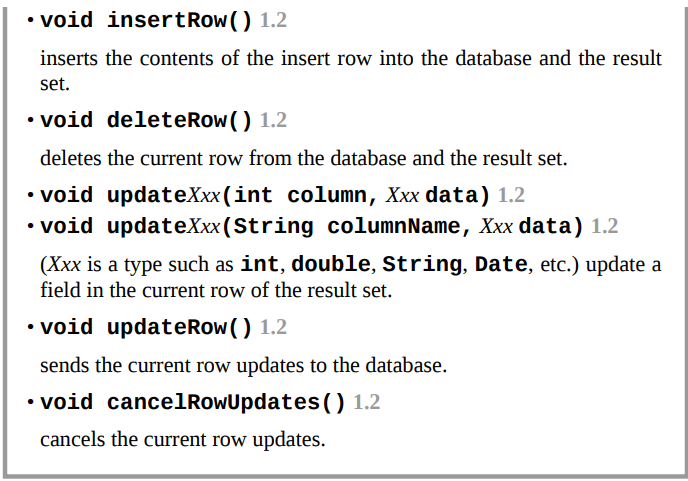 • void insertRow() 1.2
inserts the contents of the insert row into the database and the result
set.
• void deleteRow() 1.2
deletes the current row from the database and the result set.
• void updateXxx(int column, Xxx data) 1.2
• void updateXxx(String columnName, Xxx data) 1.2
(Xxx is a type such as int, double, String, Date, etc.) update a
field in the current row of the result set.
• void updateRow() 1.2
sends the current row updates to the database.
• void cancelRowUpdates() 1.2
cancels the current row updates.